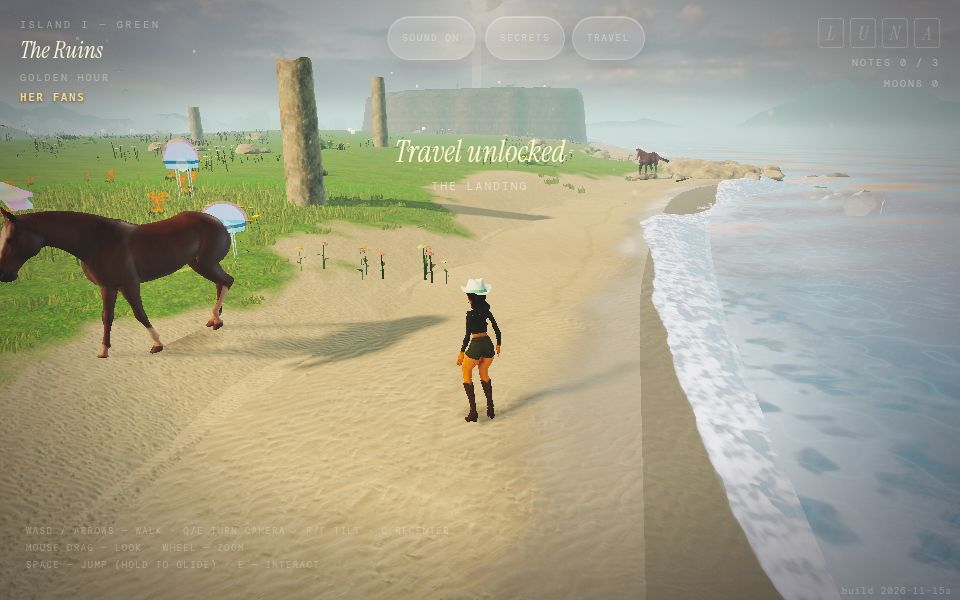 ISLAND I — GREEN
The Ruins
GOLDEN HOUR
HER FANS
SOUND ON
SECRETS
TRAVEL
L U N A
NOTES 0 / 3
MOONS 0
Travel unlocked
THE LANDING
WASD / ARROWS — WALK · Q/E TURN CAMERA · R/F TILT · C RECENTER
MOUSE DRAG — LOOK · WHEEL — ZOOM
SPACE — JUMP (HOLD TO GLIDE) · E — INTERACT
build 2026-11-15a